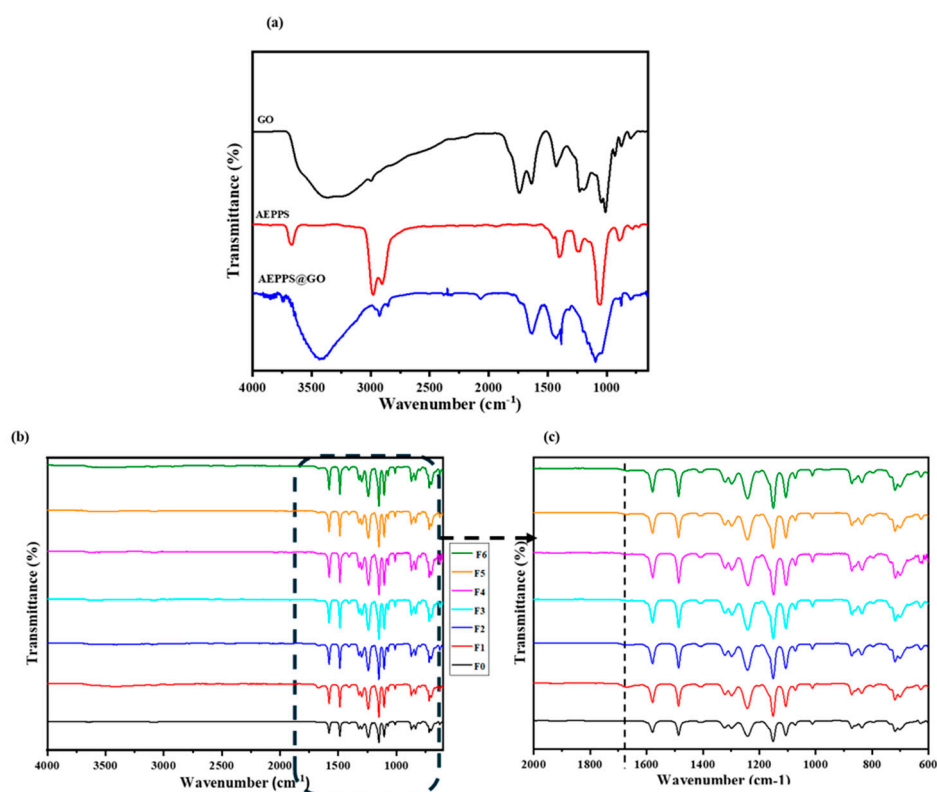 (a)
GO
AEPPS
AEPPS@GO
Transmittance (%)
4000 3500 3000 2500 2000 1500 1000
Wavenumber (cm⁻¹)
(b)
Transmittance (%)
F6
F5
F4
F3
F2
F1
F0
4000 3500 3000 2500 2000 1500 1000
Wavenumber (cm⁻¹)
(c)
Transmittance (%)
2000 1800 1600 1400 1200 1000 800 600
Wavenumber (cm-1)